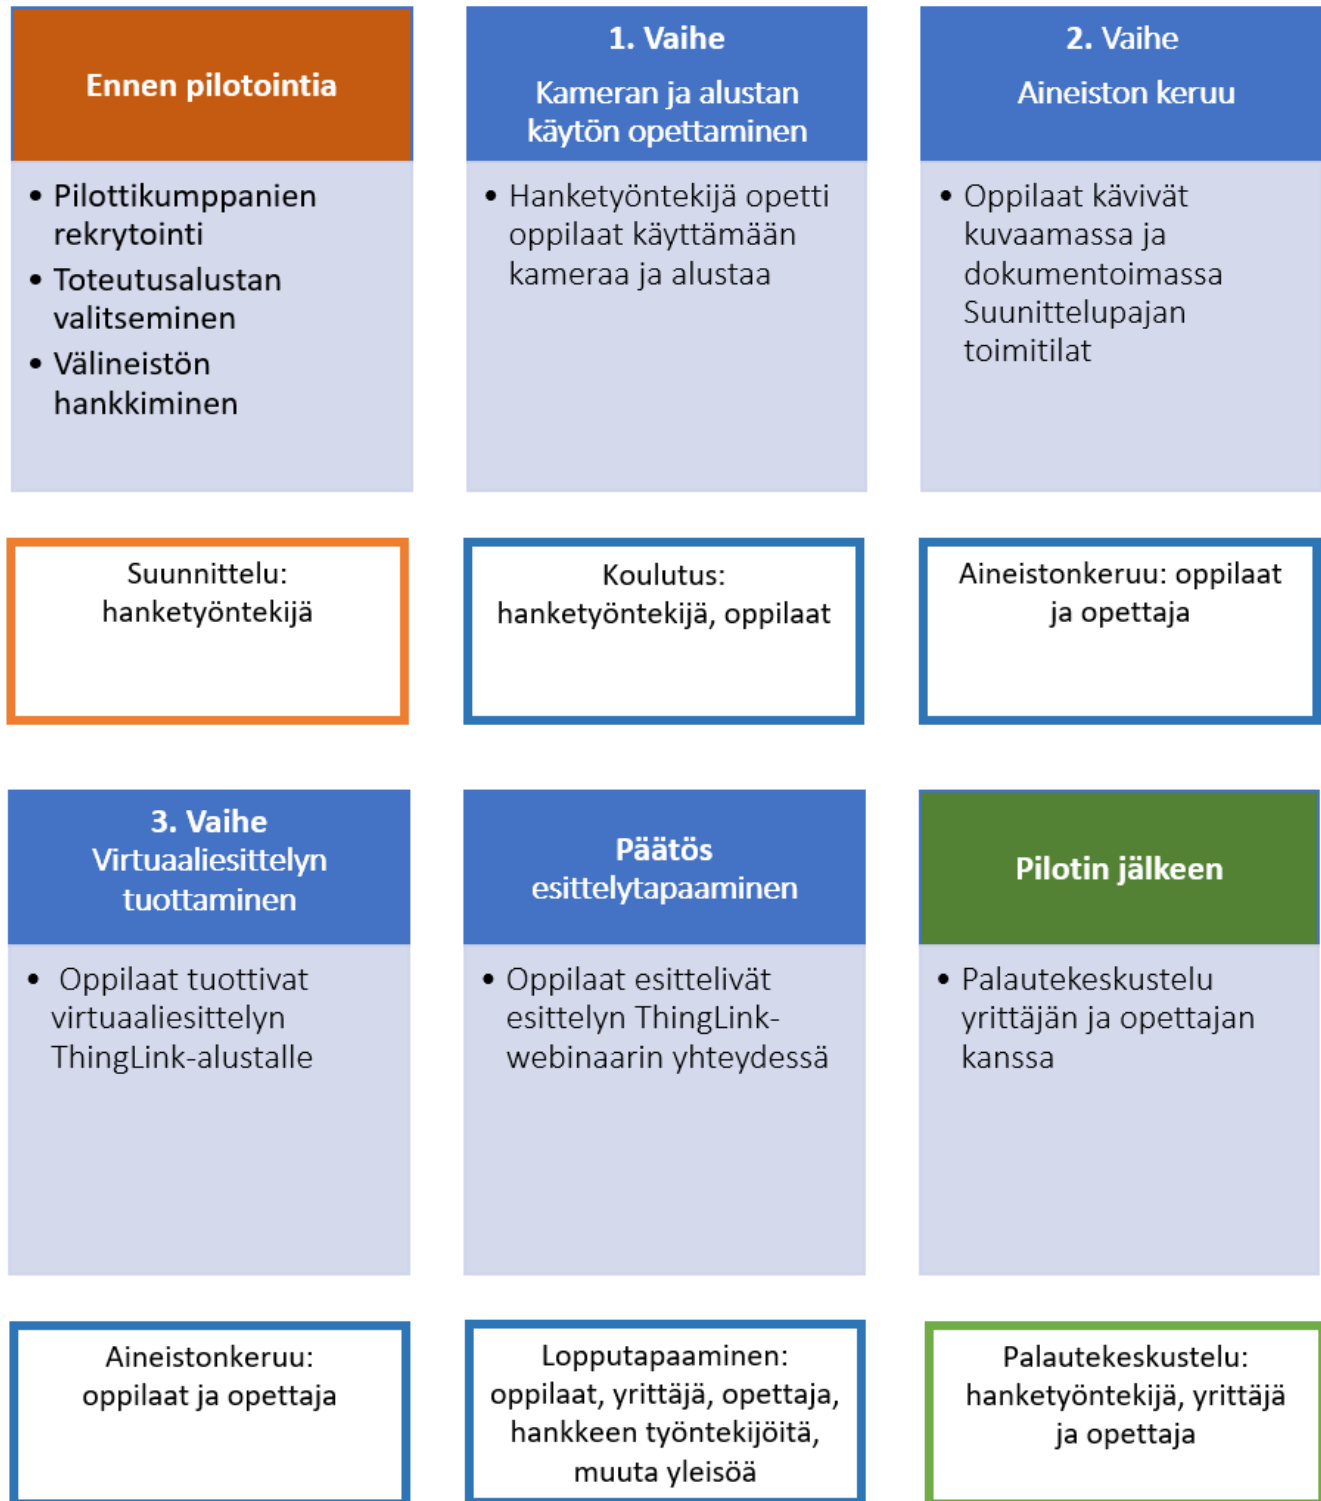 Ennen pilotointia
• Pilottikumppanien
rekrytointi
• Toteutusalustan
valitseminen
• Välineistön
hankkiminen
Suunnittelu:
hanketyöntekijä
1. Vaihe
Kameran ja alustan
käytön opettaminen
• Hanketyöntekijä opetti
oppilaat käyttämään
kameraa ja alustaa
Koulutus:
hanketyöntekijä, oppilaat
2. Vaihe
Aineiston keruu
• Oppilaat kävivät
kuvaamassa ja
dokumentoimassa
Suunittelupajan
toimitilat
Aineistonkeruu: oppilaat
ja opettaja
3. Vaihe
Virtuaaliesittelyn
tuottaminen
• Oppilaat tuottivat
virtuaaliesittelyn
ThingLink-alustalle
Aineistonkeruu:
oppilaat ja opettaja
Päätös
esittelytapaaminen
• Oppilaat esittelivät
esittelyn ThingLink-
webinaarin yhteydessä
Lopputapaaminen:
oppilaat, yrittäjä, opettaja,
hankkeen työntekijöitä,
muuta yleisöä
Pilotin jälkeen
• Palautekeskustelu
yrittäjän ja opettajan
kanssa
Palautekeskustelu:
hanketyöntekijä, yrittäjä
ja opettaja